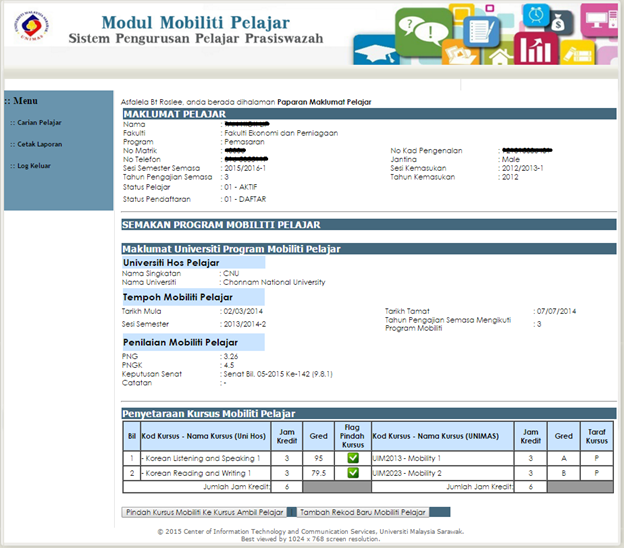 UNIMAS
Modul Mobiliti Pelajar
Sistem Pengurusan Pelajar Prasiswazah
:: Menu
:: Carian Pelajar
:: Cetak Laporan
:: Log Keluar
Asfalela Bt Roslee, anda berada dihalaman Paparan Maklumat Pelajar
MAKLUMAT PELAJAR
Nama :
Fakulti : Fakulti Ekonomi dan Perniagaan
Program : Pemasaran
No Matrik : No Kad Pengenalan :
No Telefon : Jantina : Male
Sesi Semester Semasa : 2015/2016-1 Sesi Kemasukan : 2012/2013-1
Tahun Pengajian Semasa : 3 Tahun Kemasukan : 2012
Status Pelajar : 01 - AKTIF
Status Pendaftaran : 01 - DAFTAR
SEMAKAN PROGRAM MOBILITI PELAJAR
Maklumat Universiti Program Mobiliti Pelajar
Universiti Hos Pelajar
Nama Singkatan : CNU
Nama Universiti : Chonnam National University
Tempoh Mobiliti Pelajar
Tarikh Mula : 02/03/2014 Tarikh Tamat : 07/07/2014
Sesi Semester : 2013/2014-2 Tahun Pengajian Semasa Mengikuti Program Mobiliti : 3
Penilaian Mobiliti Pelajar
PNG : 3.26
PNGK : 4.5
Keputusan Senat : Senat Bil. 05-2015 Ke-142 (9.8.1)
Catatan : -
Penyetaraan Kursus Mobiliti Pelajar
Bil Kod Kursus - Nama Kursus (Uni Hos) Jam Kredit Gred Flag Pindah Kursus Kod Kursus - Nama Kursus (UNIMAS) Jam Kredit Gred Taraf Kursus
1 - Korean Listening and Speaking 1 3 95 UIM2013 - Mobility 1 3 A P
2 - Korean Reading and Writing 1 3 79.5 UIM2023 - Mobility 2 3 B P
Jumlah Jam Kredit: 6 Jumlah Jam Kredit: 6
Pindah Kursus Mobiliti Ke Kursus Ambil Pelajar || Tambah Rekod Baru Mobiliti Pelajar
© 2015 Center of Information Technology and Communication Services, Universiti Malaysia Sarawak.
Best viewed by 1024 x 768 screen resolution.